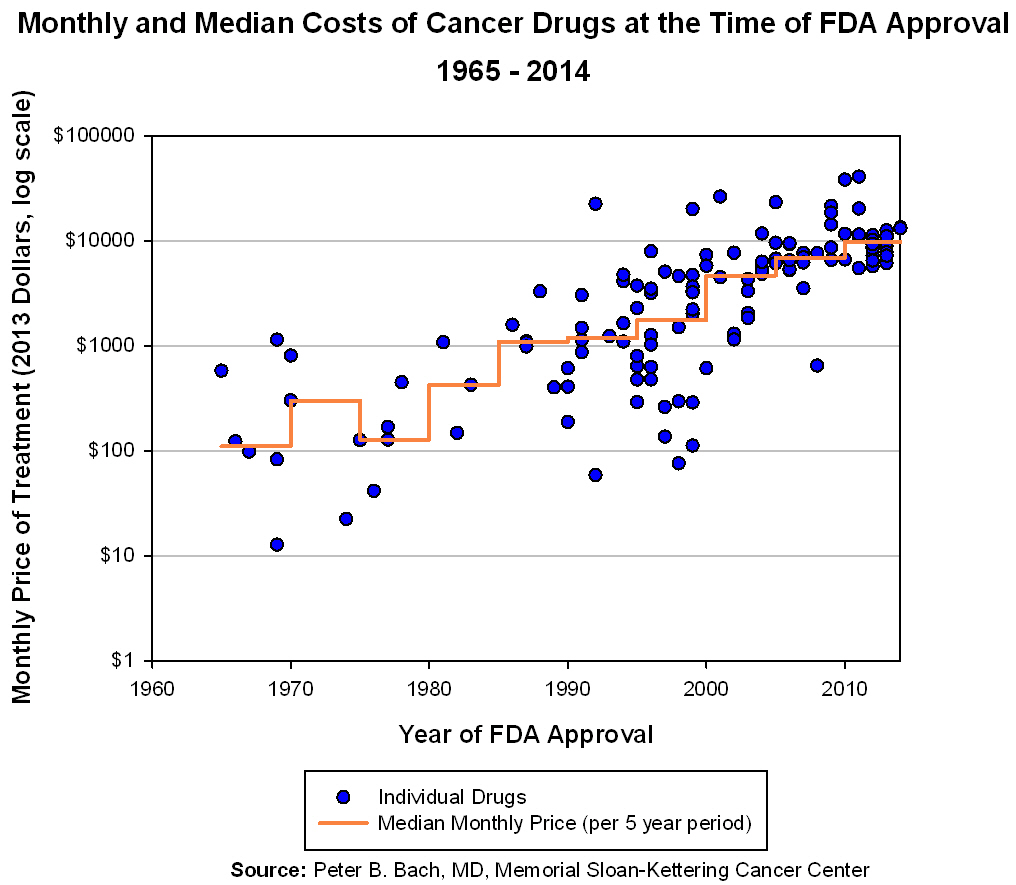 Monthly and Median Costs of Cancer Drugs at the Time of FDA Approval
1965 - 2014
Monthly Price of Treatment (2013 Dollars, log scale)
$100000
$10000
$1000
$100
$10
$1
1960 1970 1980 1990 2000 2010
Year of FDA Approval
Individual Drugs
Median Monthly Price (per 5 year period)
Source: Peter B. Bach, MD, Memorial Sloan-Kettering Cancer Center